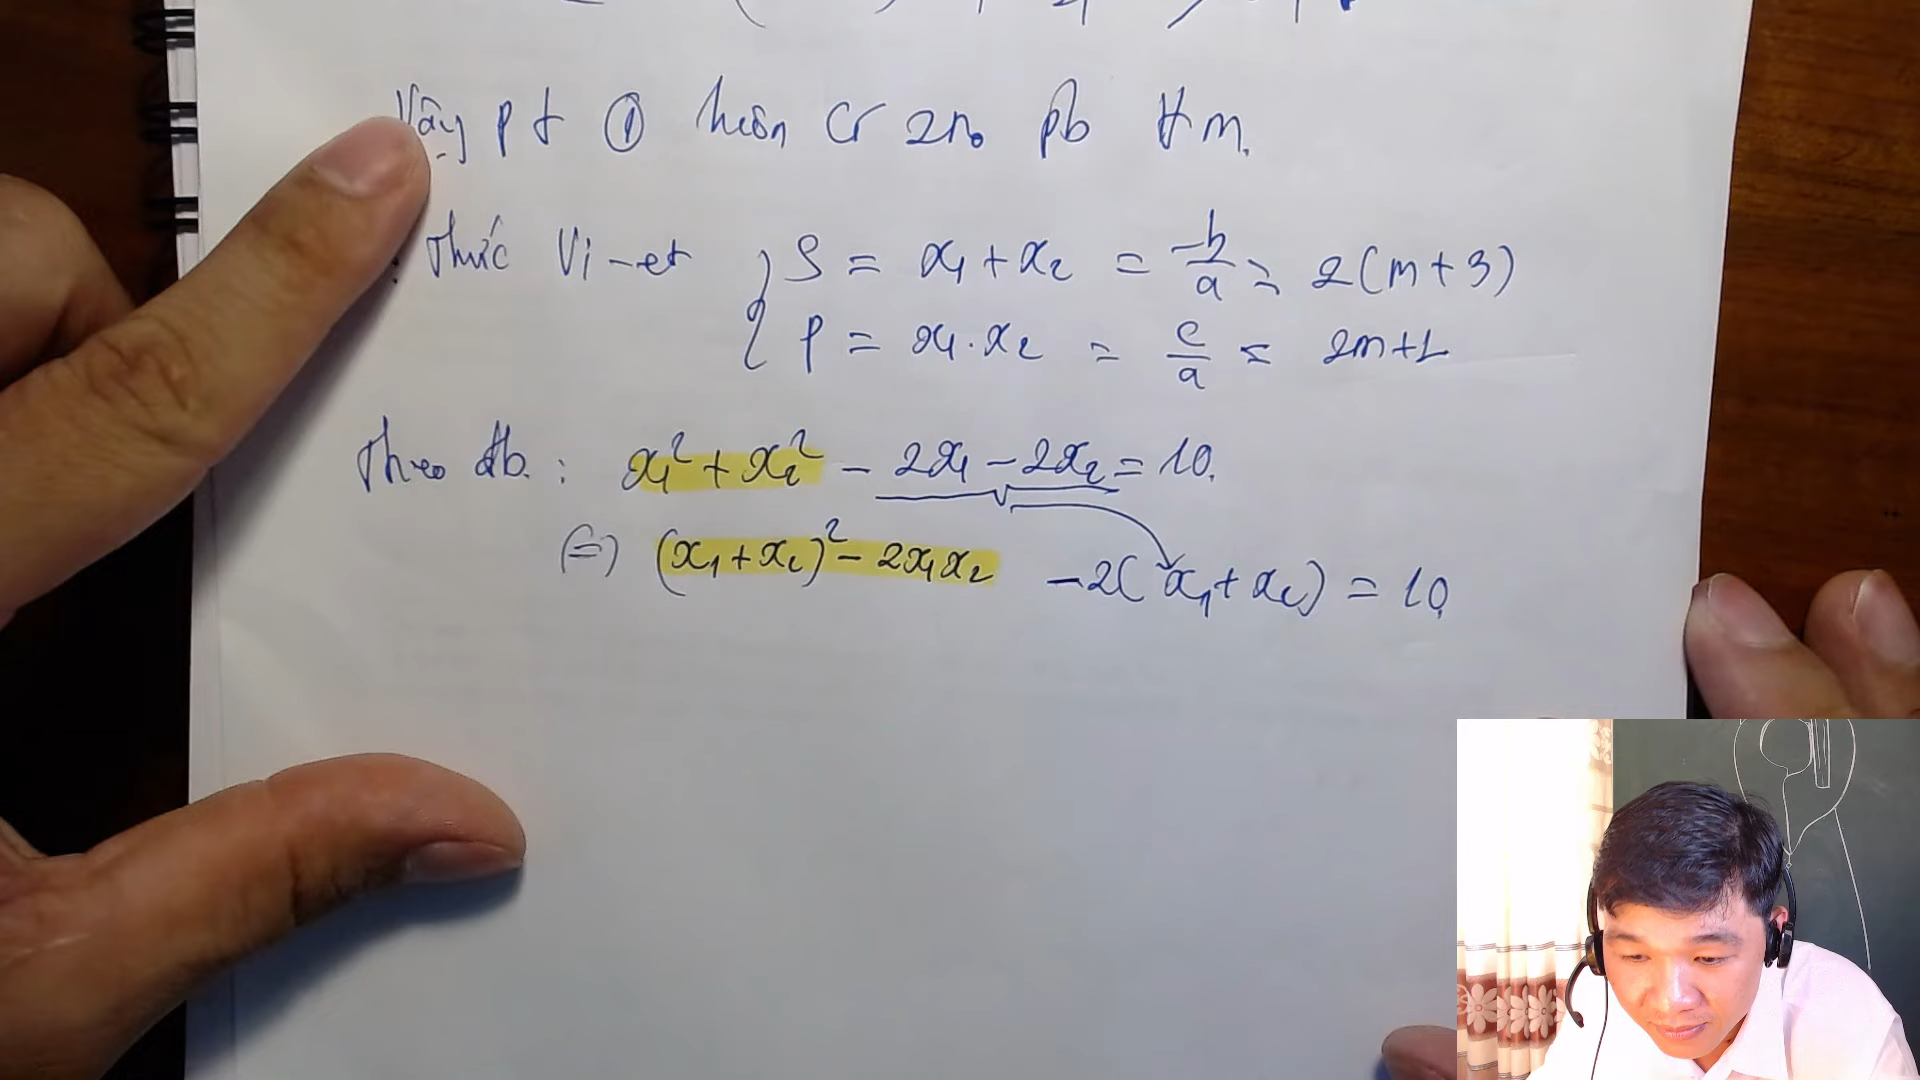 Vậy pt ① luôn có 2n₀ pb ∀m.
thức Vi-et { S = x₁ + x₂ = -b/a = 2(m+3)
P = x₁.x₂ = c/a = 2m+1
Theo đb : x₁² + x₂² - 2x₁ - 2x₂ = 10.
(=) (x₁ + x₂)² - 2x₁x₂ - 2(x₁ + x₂) = 10